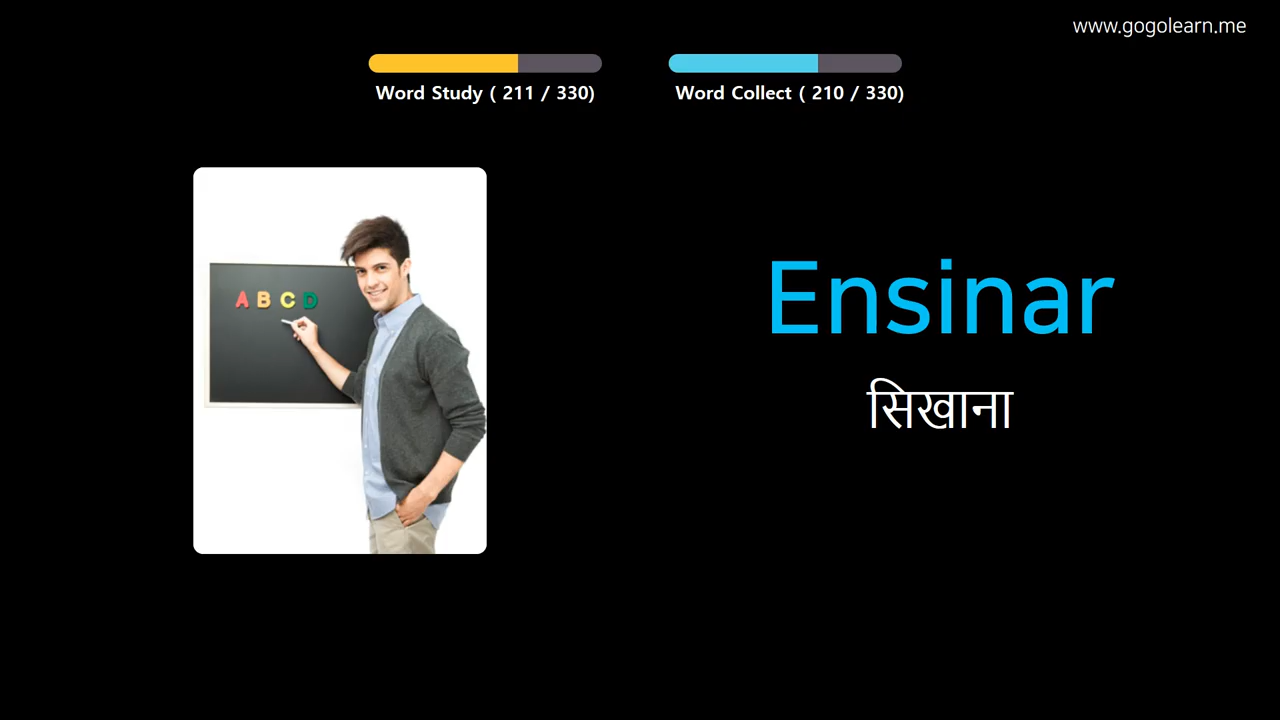 www.gogolearn.me
Word Study ( 211 / 330)
Word Collect ( 210 / 330)
A B C D
Ensinar
सिखाना